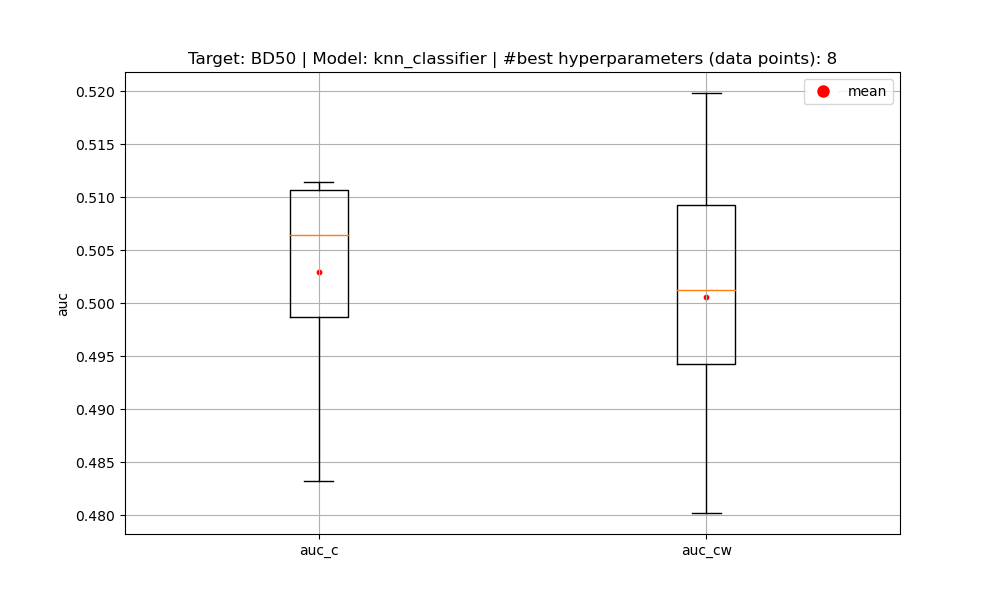 Target: BD50 | Model: knn_classifier | #best hyperparameters (data points): 8
mean
0.520
0.515
0.510
0.505
0.500
0.495
0.490
0.485
0.480
auc
auc_c
auc_cw